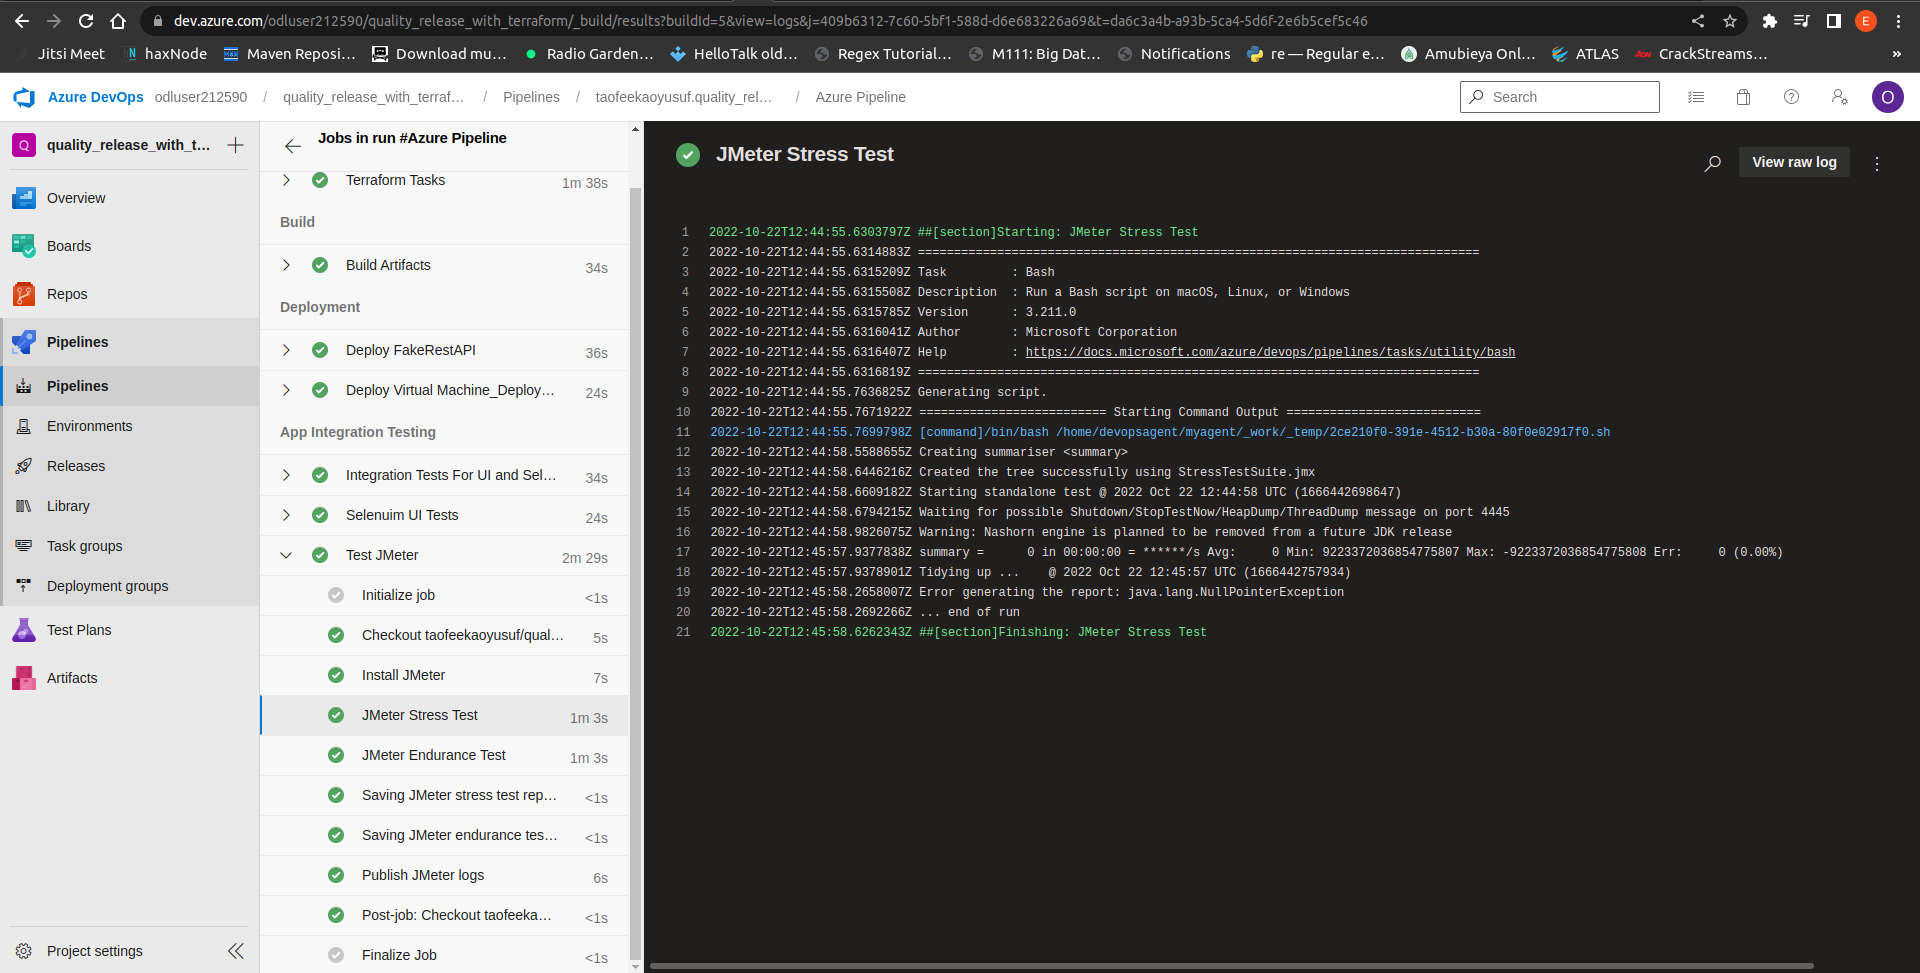 dev.azure.com/odluser212590/quality_release_with_terraform/_build/results?buildId=5&view=logs&j=409b6312-7c60-5bf1-588d-d6e683226a69&t=da6c3a4b-a93b-5ca4-5d6f-2e6b5cef5c46
E
Jitsi Meet haxNode Maven Reposi… Download mu… Radio Garden… HelloTalk old… Regex Tutorial… M111: Big Dat… Notifications re — Regular e… Amubieya Onl… ATLAS CrackStreams… »
Azure DevOps odluser212590 / quality_release_with_terraf… / Pipelines / taofeekaoyusuf.quality_rel… / Azure Pipeline
Search
O
Q quality_release_with_t… +
Overview
Boards
Repos
Pipelines
Pipelines
Environments
Releases
Library
Task groups
Deployment groups
Test Plans
Artifacts
Project settings
Jobs in run #Azure Pipeline
Terraform Tasks 1m 38s
Build
Build Artifacts 34s
Deployment
Deploy FakeRestAPI 36s
Deploy Virtual Machine_Deploy… 24s
App Integration Testing
Integration Tests For UI and Sel… 34s
Selenuim UI Tests 24s
Test JMeter 2m 29s
Initialize job <1s
Checkout taofeekaoyusuf/qual… 5s
Install JMeter 7s
JMeter Stress Test 1m 3s
JMeter Endurance Test 1m 3s
Saving JMeter stress test rep… <1s
Saving JMeter endurance tes… <1s
Publish JMeter logs 6s
Post-job: Checkout taofeeka… <1s
Finalize Job <1s
JMeter Stress Test
View raw log
1 2022-10-22T12:44:55.6303797Z ##[section]Starting: JMeter Stress Test
2 2022-10-22T12:44:55.6314883Z ==============================================================================
3 2022-10-22T12:44:55.6315209Z Task         : Bash
4 2022-10-22T12:44:55.6315508Z Description  : Run a Bash script on macOS, Linux, or Windows
5 2022-10-22T12:44:55.6315785Z Version      : 3.211.0
6 2022-10-22T12:44:55.6316041Z Author       : Microsoft Corporation
7 2022-10-22T12:44:55.6316407Z Help         : https://docs.microsoft.com/azure/devops/pipelines/tasks/utility/bash
8 2022-10-22T12:44:55.6316819Z ==============================================================================
9 2022-10-22T12:44:55.7636825Z Generating script.
10 2022-10-22T12:44:55.7671922Z ========================== Starting Command Output ===========================
11 2022-10-22T12:44:55.7699798Z [command]/bin/bash /home/devopsagent/myagent/_work/_temp/2ce210f0-391e-4512-b30a-80f0e02917f0.sh
12 2022-10-22T12:44:58.5588655Z Creating summariser <summary>
13 2022-10-22T12:44:58.6446216Z Created the tree successfully using StressTestSuite.jmx
14 2022-10-22T12:44:58.6609182Z Starting standalone test @ 2022 Oct 22 12:44:58 UTC (1666442698647)
15 2022-10-22T12:44:58.6794215Z Waiting for possible Shutdown/StopTestNow/HeapDump/ThreadDump message on port 4445
16 2022-10-22T12:44:58.9826075Z Warning: Nashorn engine is planned to be removed from a future JDK release
17 2022-10-22T12:45:57.9377838Z summary =      0 in 00:00:00 = ******/s Avg:     0 Min: 9223372036854775807 Max: -9223372036854775808 Err:     0 (0.00%)
18 2022-10-22T12:45:57.9378901Z Tidying up ...    @ 2022 Oct 22 12:45:57 UTC (1666442757934)
19 2022-10-22T12:45:58.2658007Z Error generating the report: java.lang.NullPointerException
20 2022-10-22T12:45:58.2692266Z ... end of run
21 2022-10-22T12:45:58.6262343Z ##[section]Finishing: JMeter Stress Test